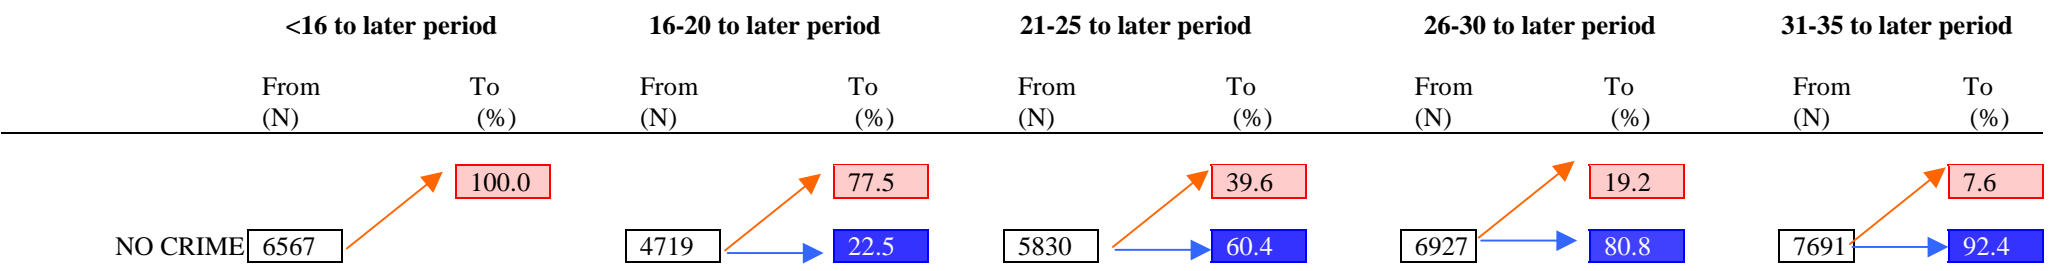 <16 to later period 16-20 to later period 21-25 to later period 26-30 to later period 31-35 to later period
From To From To From To From To From To
(N) (%) (N) (%) (N) (%) (N) (%) (N) (%)
100.0 77.5 39.6 19.2 7.6
NO CRIME 6567 4719 22.5 5830 60.4 6927 80.8 7691 92.4